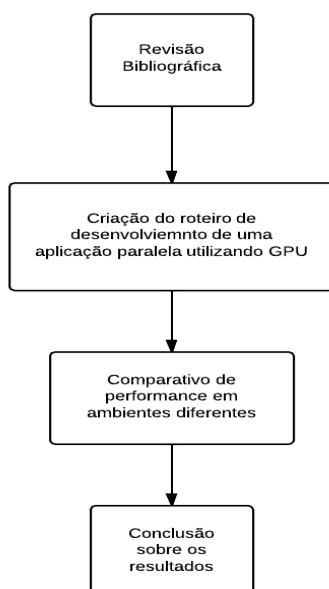 Revisão
Bibliográfica
Criação do roteiro de
desenvolviemnto de uma
aplicação paralela utilizando GPU
Comparativo de
performance em
ambientes diferentes
Conclusão
sobre os
resultados